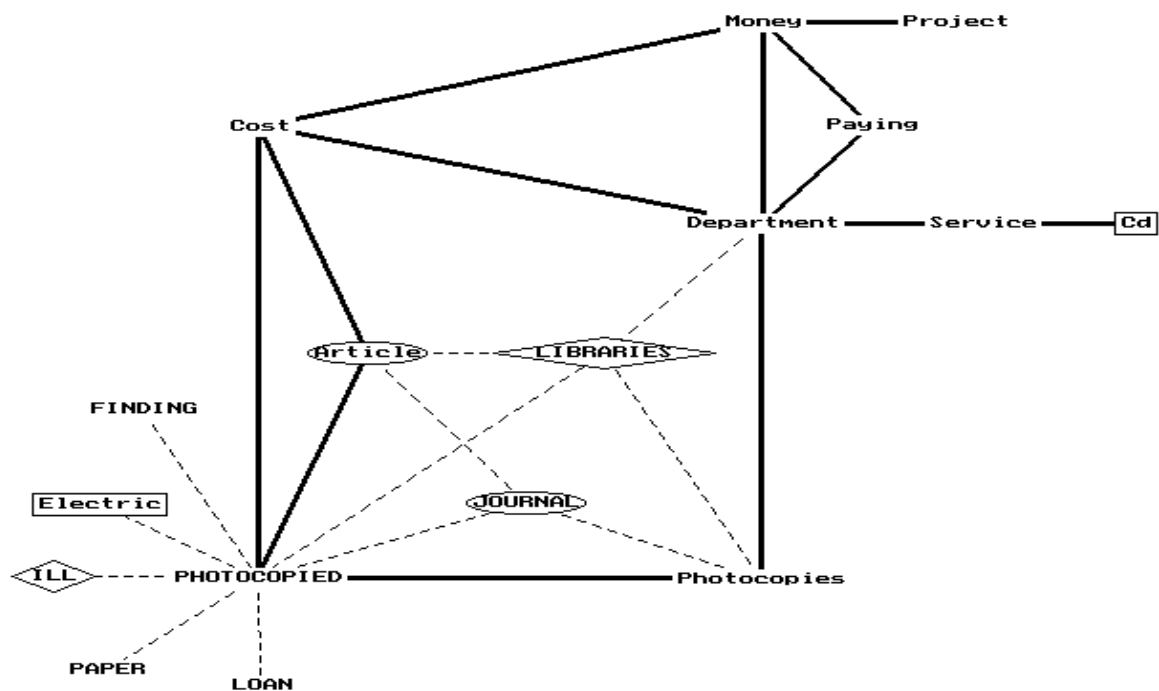 Money Project
Cost
Paying
Department Service Cd
Article LIBRARIES
FINDING
Electric
JOURNAL
ILL PHOTOCOPIED Photocopies
PAPER
LOAN